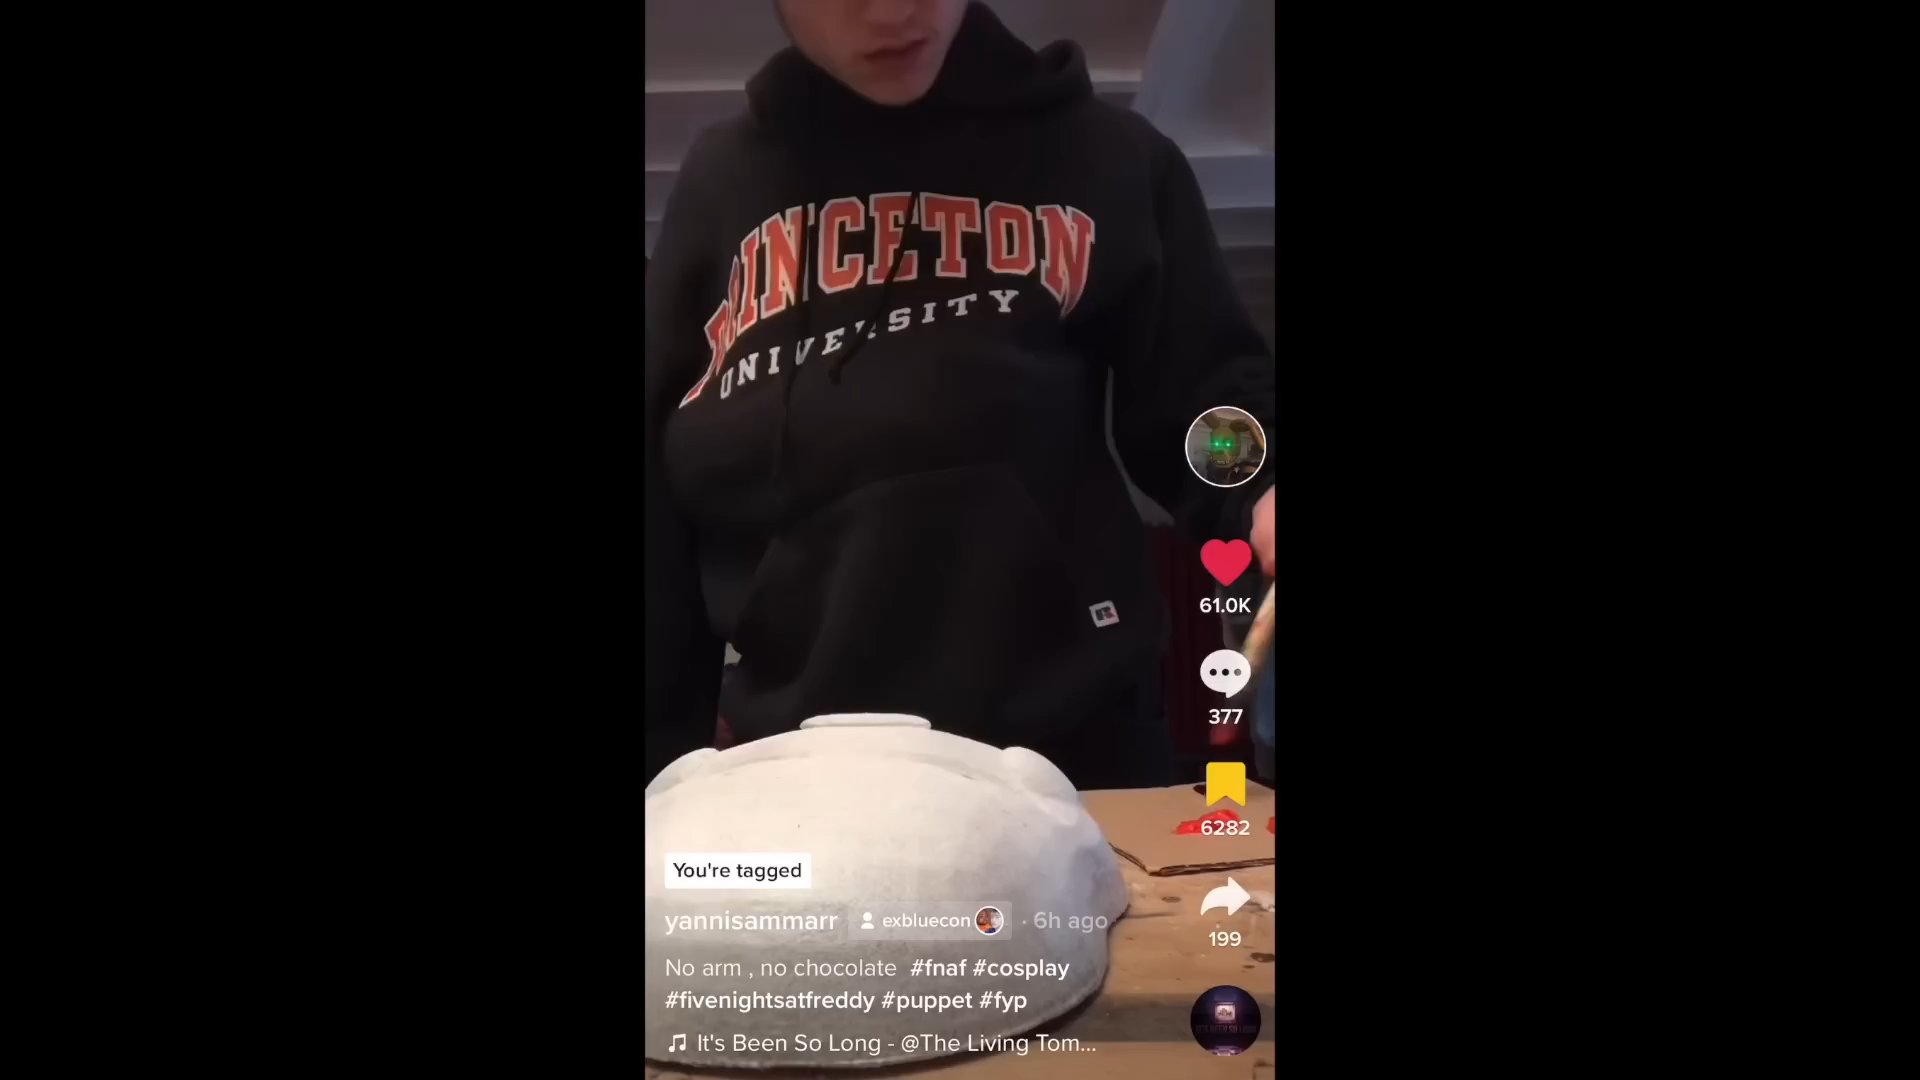 PRINCETON
UNIVERSITY
R
61.0K
377
6282
199
You're tagged
yannisammarr exbluecon · 6h ago
No arm , no chocolate #fnaf #cosplay
#fivenightsatfreddy #puppet #fyp
It's Been So Long - @The Living Tom...